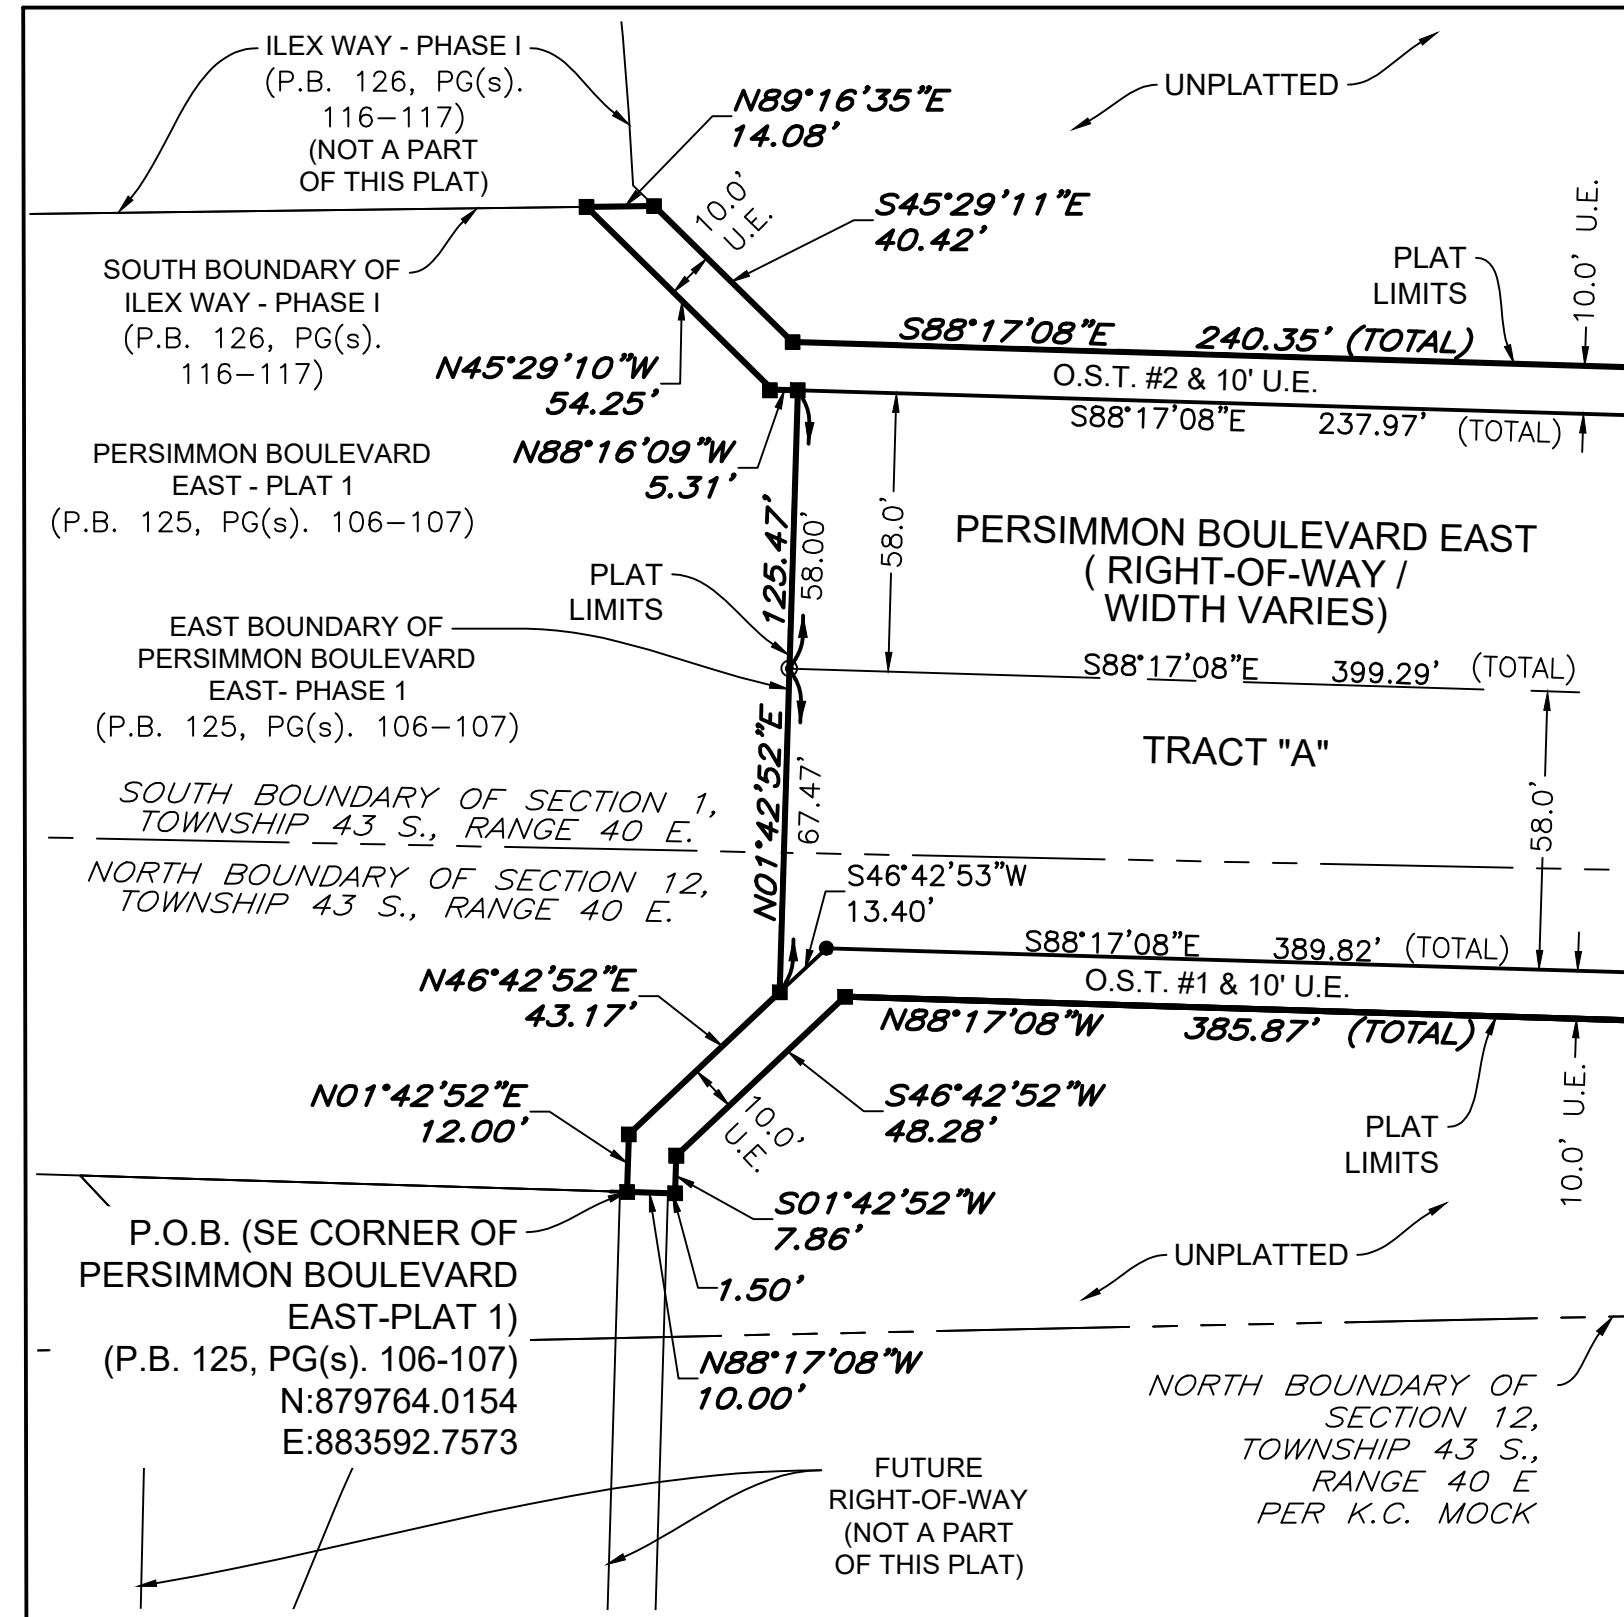 ILEX WAY - PHASE I
(P.B. 126, PG(s).
116-117)
(NOT A PART
OF THIS PLAT)
N89°16'35"E
14.08'
UNPLATTED
10.0'
U.E.
S45°29'11"E
40.42'
PLAT
LIMITS
10.0' U.E.
SOUTH BOUNDARY OF
ILEX WAY - PHASE I
(P.B. 126, PG(s).
116-117)
S88°17'08"E 240.35' (TOTAL)
O.S.T. #2 & 10' U.E.
S88°17'08"E 237.97' (TOTAL)
N45°29'10"W
54.25'
N88°16'09"W
5.31'
PERSIMMON BOULEVARD
EAST - PLAT 1
(P.B. 125, PG(s). 106-107)
125.47'
58.00'
58.0'
PERSIMMON BOULEVARD EAST
( RIGHT-OF-WAY /
WIDTH VARIES)
PLAT
LIMITS
EAST BOUNDARY OF
PERSIMMON BOULEVARD
EAST- PHASE 1
(P.B. 125, PG(s). 106-107)
S88°17'08"E 399.29' (TOTAL)
N01°42'52"E
67.47'
TRACT "A"
58.0'
SOUTH BOUNDARY OF SECTION 1,
TOWNSHIP 43 S., RANGE 40 E.
NORTH BOUNDARY OF SECTION 12,
TOWNSHIP 43 S., RANGE 40 E.
S46°42'53"W
13.40'
S88°17'08"E 389.82' (TOTAL)
O.S.T. #1 & 10' U.E.
N88°17'08"W 385.87' (TOTAL)
N46°42'52"E
43.17'
N01°42'52"E
12.00'
10.0'
U.E.
S46°42'52"W
48.28'
PLAT
LIMITS
10.0' U.E.
S01°42'52"W
7.86'
1.50'
UNPLATTED
P.O.B. (SE CORNER OF
PERSIMMON BOULEVARD
EAST-PLAT 1)
(P.B. 125, PG(s). 106-107)
N:879764.0154
E:883592.7573
N88°17'08"W
10.00'
NORTH BOUNDARY OF
SECTION 12,
TOWNSHIP 43 S.,
RANGE 40 E
PER K.C. MOCK
FUTURE
RIGHT-OF-WAY
(NOT A PART
OF THIS PLAT)